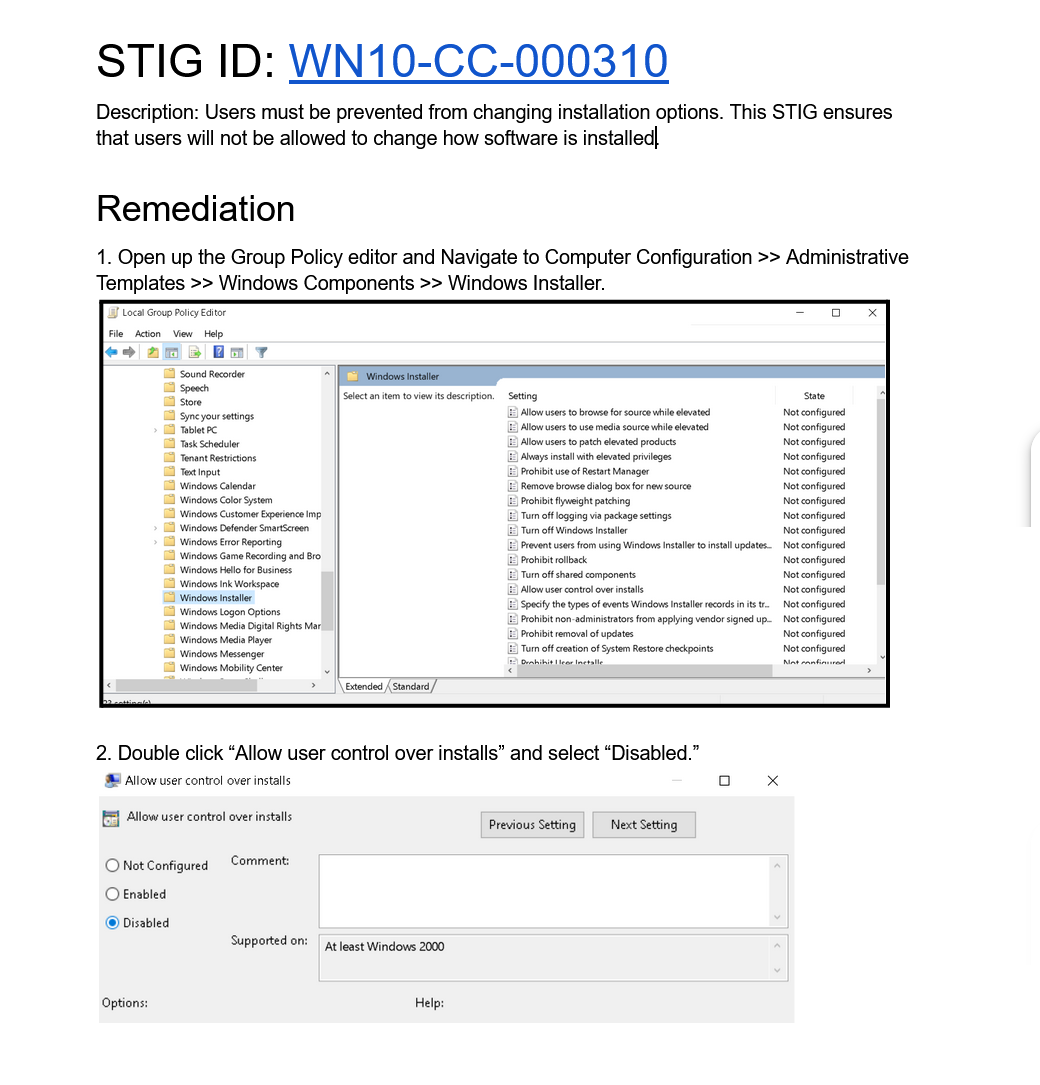 STIG ID: WN10-CC-000310
Description: Users must be prevented from changing installation options. This STIG ensures
that users will not be allowed to change how software is installed.
Remediation
1. Open up the Group Policy editor and Navigate to Computer Configuration >> Administrative
Templates >> Windows Components >> Windows Installer.
Local Group Policy Editor
File Action View Help
Sound Recorder
Speech
Store
Sync your settings
Tablet PC
Task Scheduler
Tenant Restrictions
Text Input
Windows Calendar
Windows Color System
Windows Customer Experience Imp
Windows Defender SmartScreen
Windows Error Reporting
Windows Game Recording and Bro
Windows Hello for Business
Windows Ink Workspace
Windows Installer
Windows Logon Options
Windows Media Digital Rights Mar
Windows Media Player
Windows Messenger
Windows Mobility Center
Windows Installer
Select an item to view its description.
Setting State
Allow users to browse for source while elevated Not configured
Allow users to use media source while elevated Not configured
Allow users to patch elevated products Not configured
Always install with elevated privileges Not configured
Prohibit use of Restart Manager Not configured
Remove browse dialog box for new source Not configured
Prohibit flyweight patching Not configured
Turn off logging via package settings Not configured
Turn off Windows Installer Not configured
Prevent users from using Windows Installer to install updates... Not configured
Prohibit rollback Not configured
Turn off shared components Not configured
Allow user control over installs Not configured
Specify the types of events Windows Installer records in its tr... Not configured
Prohibit non-administrators from applying vendor signed up... Not configured
Prohibit removal of updates Not configured
Turn off creation of System Restore checkpoints Not configured
Prohibit User Installs Not configured
Extended Standard
23 setting(s)
2. Double click “Allow user control over installs” and select “Disabled.”
Allow user control over installs
Allow user control over installs
Previous Setting Next Setting
Not Configured
Enabled
Disabled
Comment:
Supported on: At least Windows 2000
Options: Help: